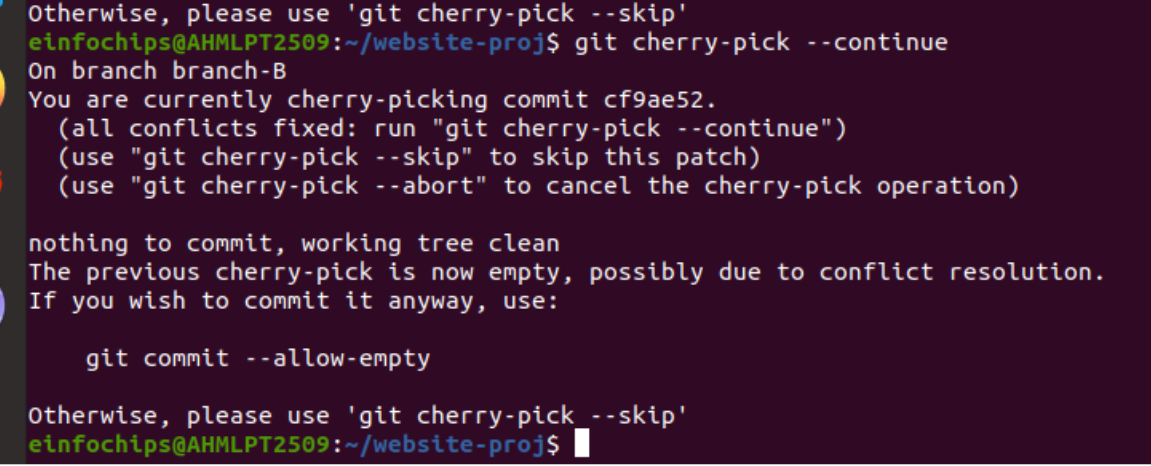 Otherwise, please use 'git cherry-pick --skip'
einfochips@AHMLPT2509:~/website-proj$ git cherry-pick --continue
On branch branch-B
You are currently cherry-picking commit cf9ae52.
  (all conflicts fixed: run "git cherry-pick --continue")
  (use "git cherry-pick --skip" to skip this patch)
  (use "git cherry-pick --abort" to cancel the cherry-pick operation)

nothing to commit, working tree clean
The previous cherry-pick is now empty, possibly due to conflict resolution.
If you wish to commit it anyway, use:

    git commit --allow-empty

Otherwise, please use 'git cherry-pick --skip'
einfochips@AHMLPT2509:~/website-proj$